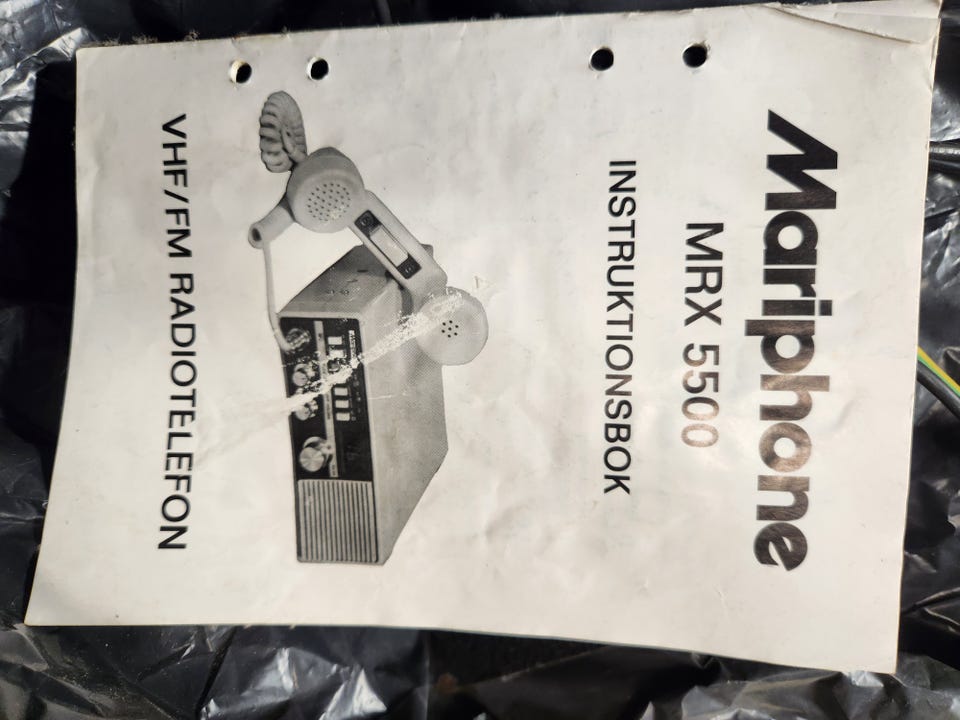 Mariphone
MRX 5500
INSTRUKTIONSBOK
VHF/FM RADIOTELEFON